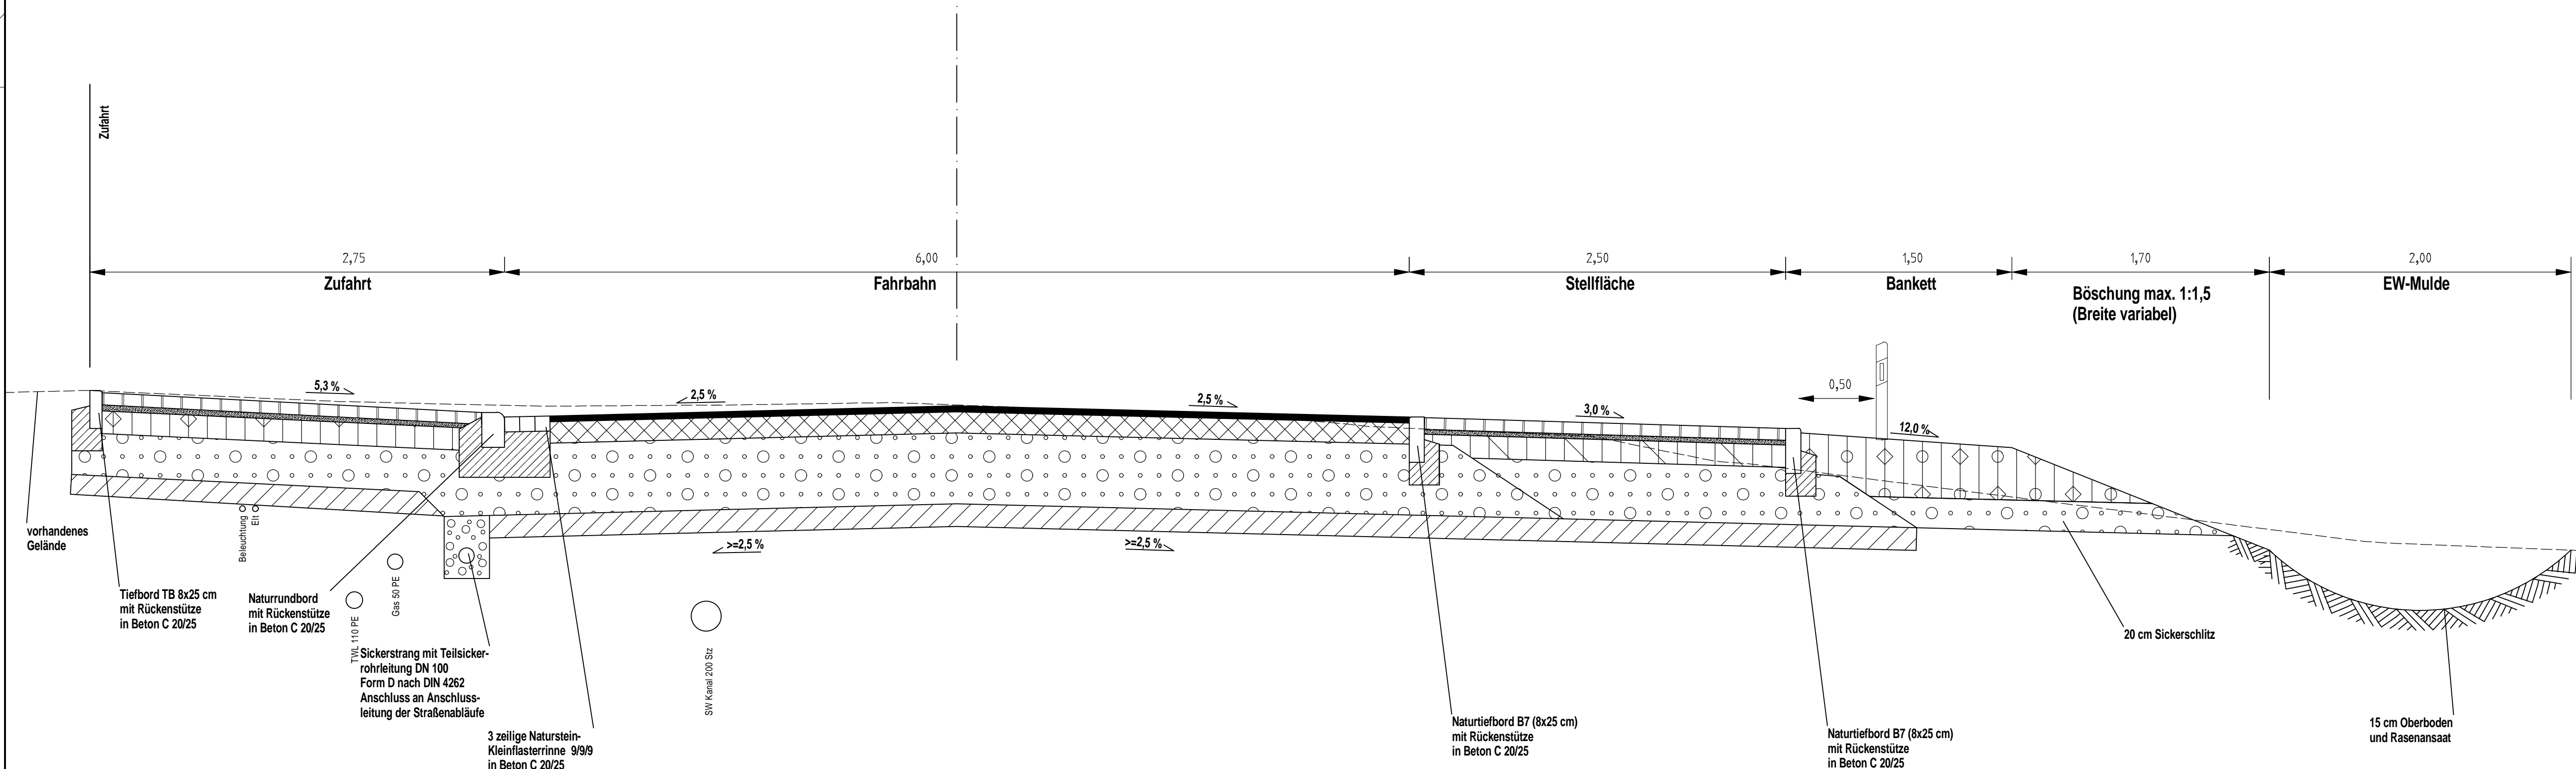 Zufahrt
2,75
6,00
2,50
1,50
1,70
2,00
Zufahrt
Fahrbahn
Stellfläche
Bankett
Böschung max. 1:1,5
(Breite variabel)
EW-Mulde
5,3 %
2,5 %
2,5 %
3,0 %
0,50
12,0 %
>=2,5 %
>=2,5 %
vorhandenes
Gelände
Beleuchtung
Elt
Gas 50 PE
TWL 110 PE
SW Kanal 200 Stz
Tiefbord TB 8x25 cm
mit Rückenstütze
in Beton C 20/25
Naturrundbord
mit Rückenstütze
in Beton C 20/25
Sickerstrang mit Teilsicker-
rohrleitung DN 100
Form D nach DIN 4262
Anschluss an Anschluss-
leitung der Straßenabläufe
3 zeilige Naturstein-
Kleinflasterrinne 9/9/9
in Beton C 20/25
Naturtiefbord B7 (8x25 cm)
mit Rückenstütze
in Beton C 20/25
Naturtiefbord B7 (8x25 cm)
mit Rückenstütze
in Beton C 20/25
20 cm Sickerschlitz
15 cm Oberboden
und Rasenansaat